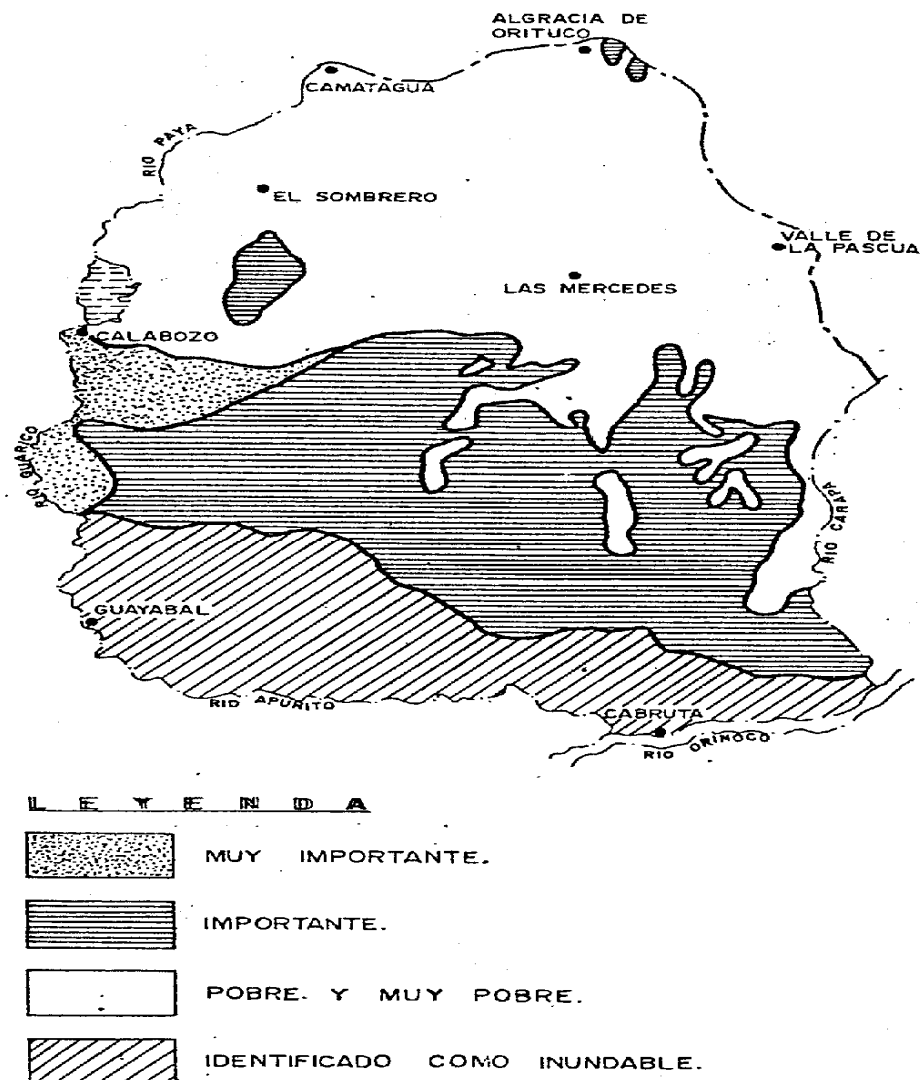 ALGRACIA DE
ORITUCO
CAMATAGUA
RIO PAYA
EL SOMBRERO
VALLE DE
LA PASCUA
LAS MERCEDES
CALABOZO
RIO GUARICO
RIO CARAPA
GUAYABAL
RIO APURITO
CABRUTA
RIO ORINOCO
LEYENDA
MUY IMPORTANTE.
IMPORTANTE.
POBRE. Y MUY POBRE.
IDENTIFICADO COMO INUNDABLE.